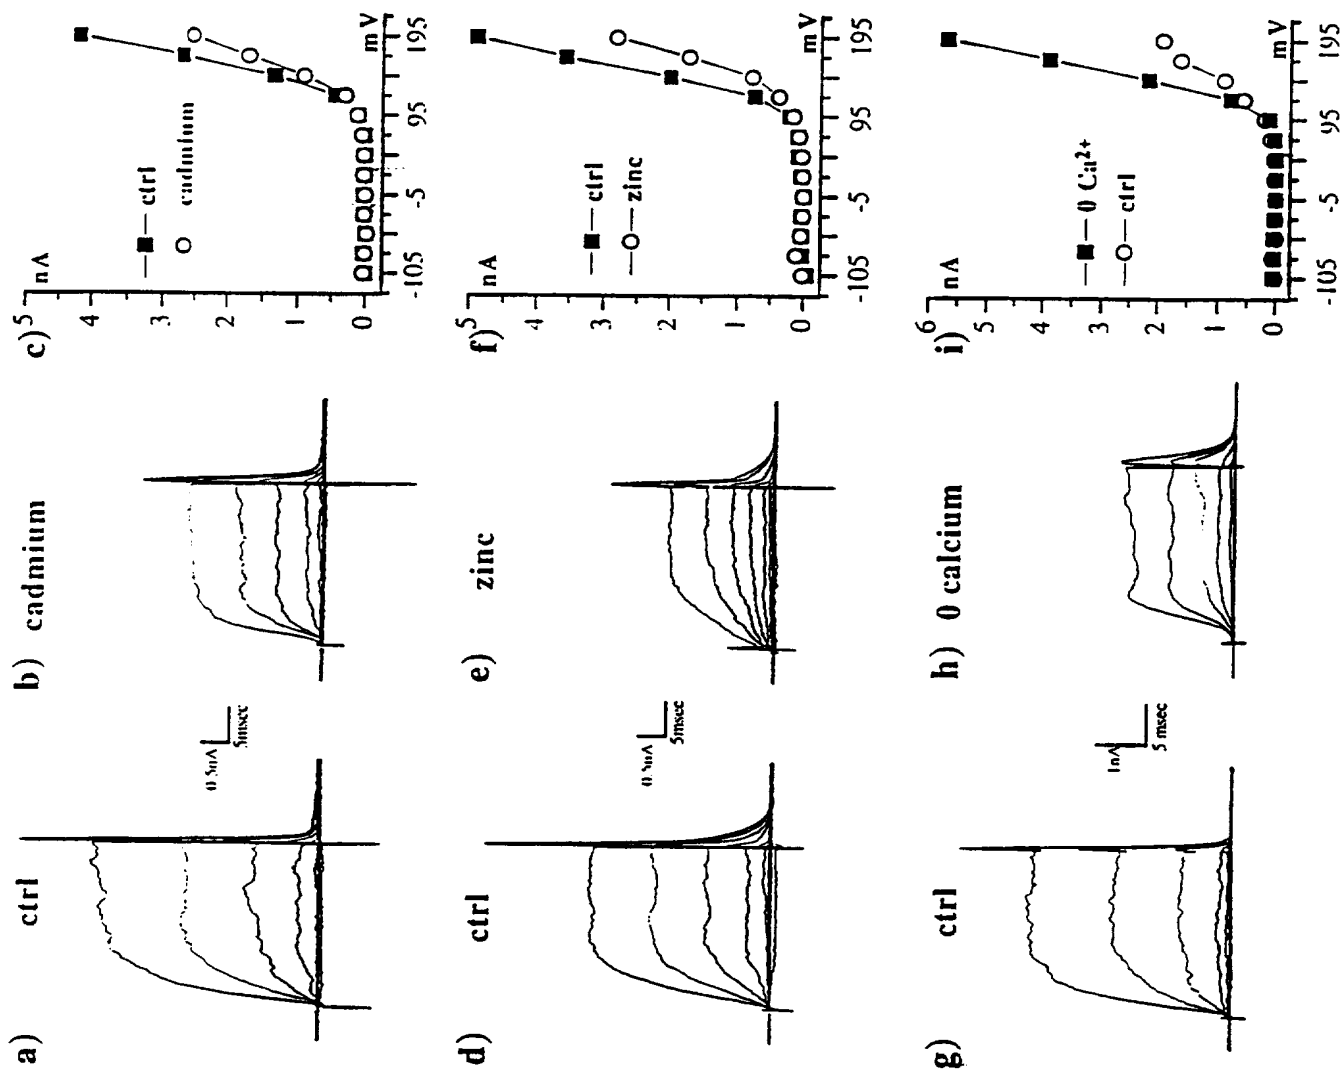 a)
ctrl
0.5nA
5msec
b) cadmium
c)
nA
5
4
3
2
1
0
ctrl
cadmium
-105
-5
95
195
mV
d)
ctrl
0.5nA
5msec
e)
zinc
f)
nA
5
4
3
2
1
0
ctrl
zinc
-105
-5
95
195
mV
g)
ctrl
1nA
5 msec
h) 0 calcium
i)
nA
6
5
4
3
2
1
0
0 Ca²⁺
ctrl
-105
-5
95
195
mV